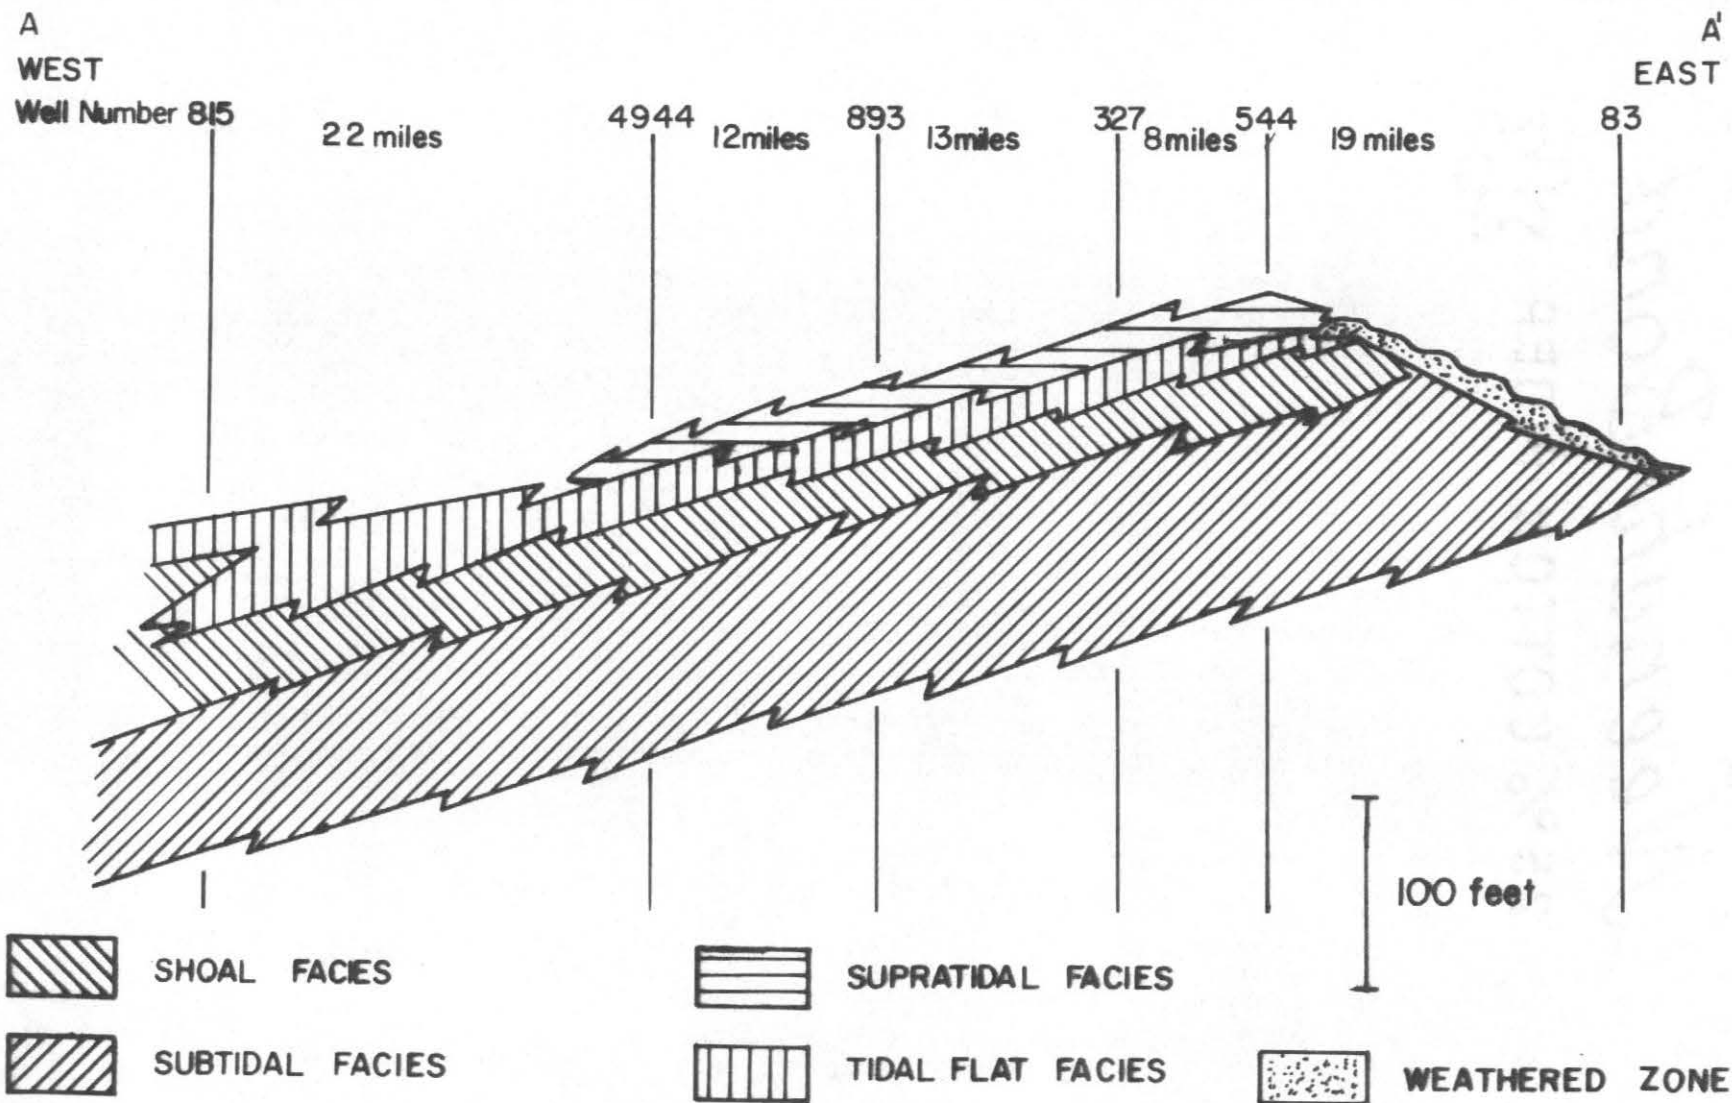 A A'
WEST EAST
Well Number 815 4944 893 327 544 83
22 miles 12 miles 13 miles 8 miles 19 miles
100 feet
SHOAL FACIES SUPRATIDAL FACIES
SUBTIDAL FACIES TIDAL FLAT FACIES WEATHERED ZONE